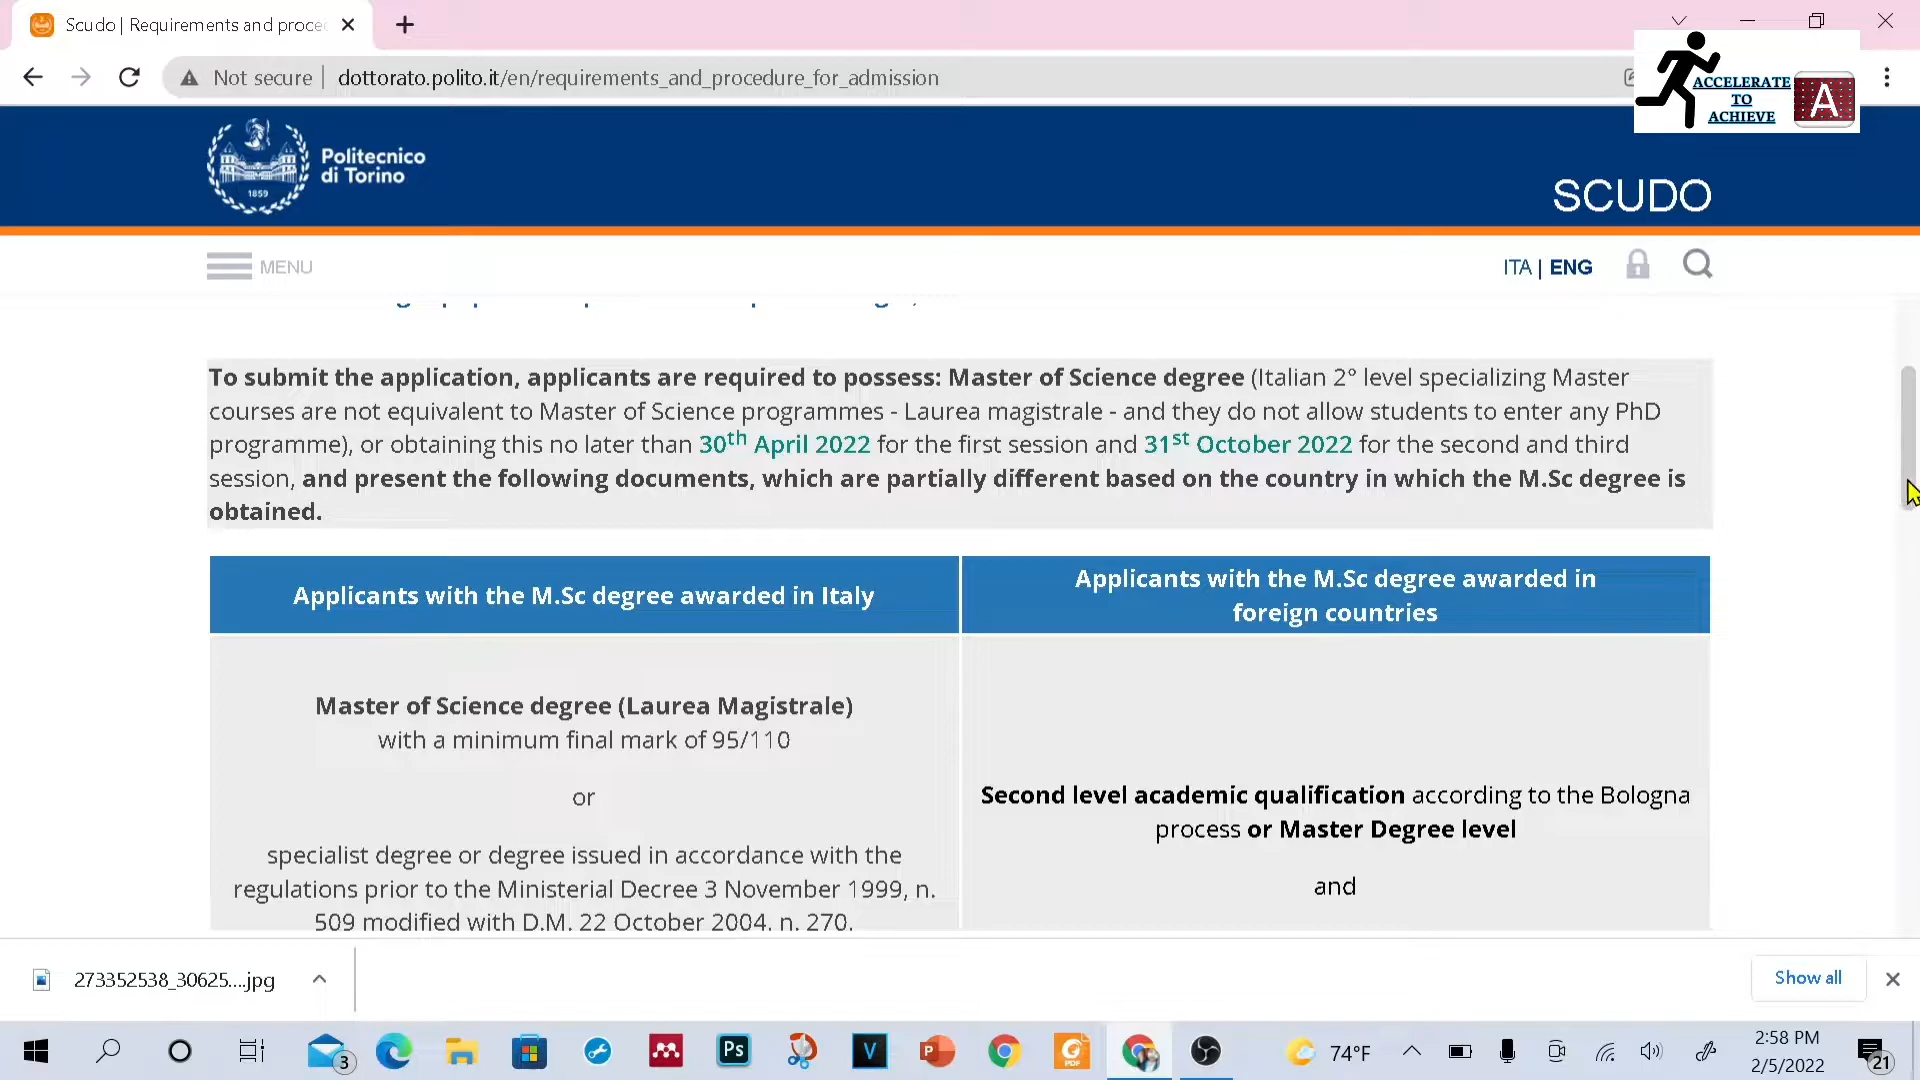 Scudo | Requirements and proce
Not secure
dottorato.polito.it/en/requirements_and_procedure_for_admission
ACCELERATE
TO
ACHIEVE
A
Politecnico
di Torino
1859
SCUDO
MENU
ITA | ENG
To submit the application, applicants are required to possess: Master of Science degree (Italian 2° level specializing Master
courses are not equivalent to Master of Science programmes - Laurea magistrale - and they do not allow students to enter any PhD
programme), or obtaining this no later than 30th April 2022 for the first session and 31st October 2022 for the second and third
session, and present the following documents, which are partially different based on the country in which the M.Sc degree is
obtained.
Applicants with the M.Sc degree awarded in Italy
Applicants with the M.Sc degree awarded in
foreign countries
Master of Science degree (Laurea Magistrale)
with a minimum final mark of 95/110
or
specialist degree or degree issued in accordance with the
regulations prior to the Ministerial Decree 3 November 1999, n.
509 modified with D.M. 22 October 2004, n. 270.
Second level academic qualification according to the Bologna
process or Master Degree level
and
273352538_30625....jpg
Show all
3
Ps
V
P
PDF
74°F
2:58 PM
2/5/2022
21